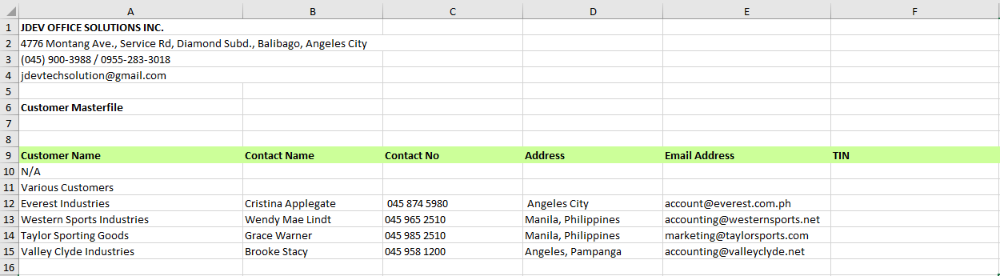 A B C D E F
1 JDEV OFFICE SOLUTIONS INC.
2 4776 Montang Ave., Service Rd, Diamond Subd., Balibago, Angeles City
3 (045) 900-3988 / 0955-283-3018
4 jdevtechsolution@gmail.com
5
6 Customer Masterfile
7
8
9 Customer Name Contact Name Contact No Address Email Address TIN
10 N/A
11 Various Customers
12 Everest Industries Cristina Applegate 045 874 5980 Angeles City account@everest.com.ph
13 Western Sports Industries Wendy Mae Lindt 045 965 2510 Manila, Philippines accounting@westernsports.net
14 Taylor Sporting Goods Grace Warner 045 985 2510 Manila, Philippines marketing@taylorsports.com
15 Valley Clyde Industries Brooke Stacy 045 958 1200 Angeles, Pampanga accounting@valleyclyde.net
16